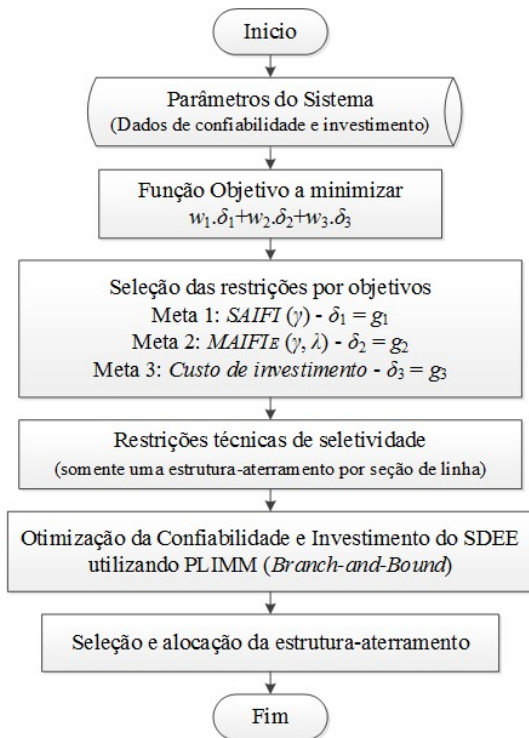 Inicio
Parâmetros do Sistema
(Dados de confiabilidade e investimento)
Função Objetivo a minimizar
w₁.δ₁+w₂.δ₂+w₃.δ₃
Seleção das restrições por objetivos
Meta 1: SAIFI (γ) - δ₁ = g₁
Meta 2: MAIFIE (γ, λ) - δ₂ = g₂
Meta 3: Custo de investimento - δ₃ = g₃
Restrições técnicas de seletividade
(somente uma estrutura-aterramento por seção de linha)
Otimização da Confiabilidade e Investimento do SDEE
utilizando PLIMM (Branch-and-Bound)
Seleção e alocação da estrutura-aterramento
Fim